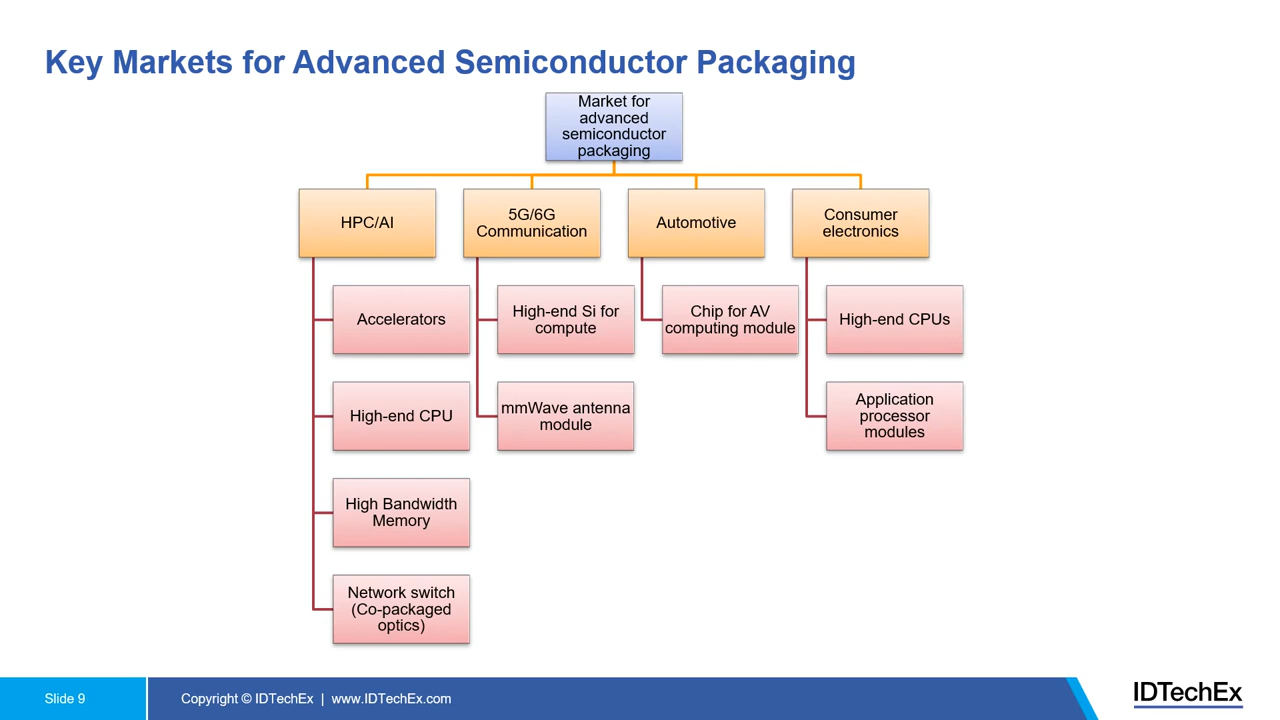 Key Markets for Advanced Semiconductor Packaging
Market for
advanced
semiconductor
packaging
HPC/AI
5G/6G
Communication
Automotive
Consumer
electronics
Accelerators
High-end Si for
compute
Chip for AV
computing module
High-end CPUs
High-end CPU
mmWave antenna
module
Application
processor
modules
High Bandwidth
Memory
Network switch
(Co-packaged
optics)
Slide 9
Copyright © IDTechEx | www.IDTechEx.com
IDTechEx